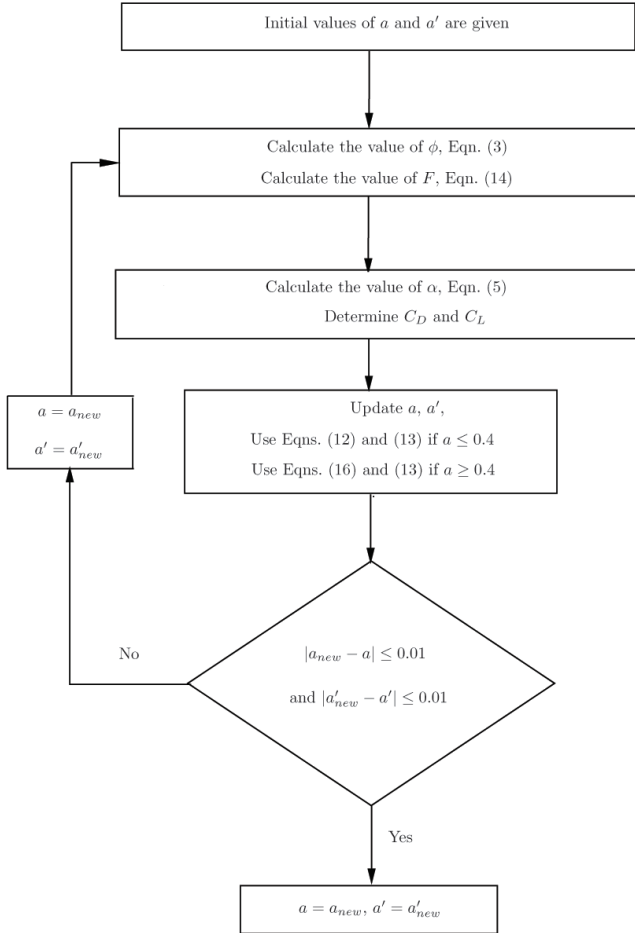 Initial values of a and a′ are given
Calculate the value of ϕ, Eqn. (3)
Calculate the value of F, Eqn. (14)
Calculate the value of α, Eqn. (5)
Determine C_D and C_L
a = a_new
a′ = a′_new
Update a, a′,
Use Eqns. (12) and (13) if a ≤ 0.4
Use Eqns. (16) and (13) if a ≥ 0.4
No
|a_new − a| ≤ 0.01
and |a′_new − a′| ≤ 0.01
Yes
a = a_new, a′ = a′_new